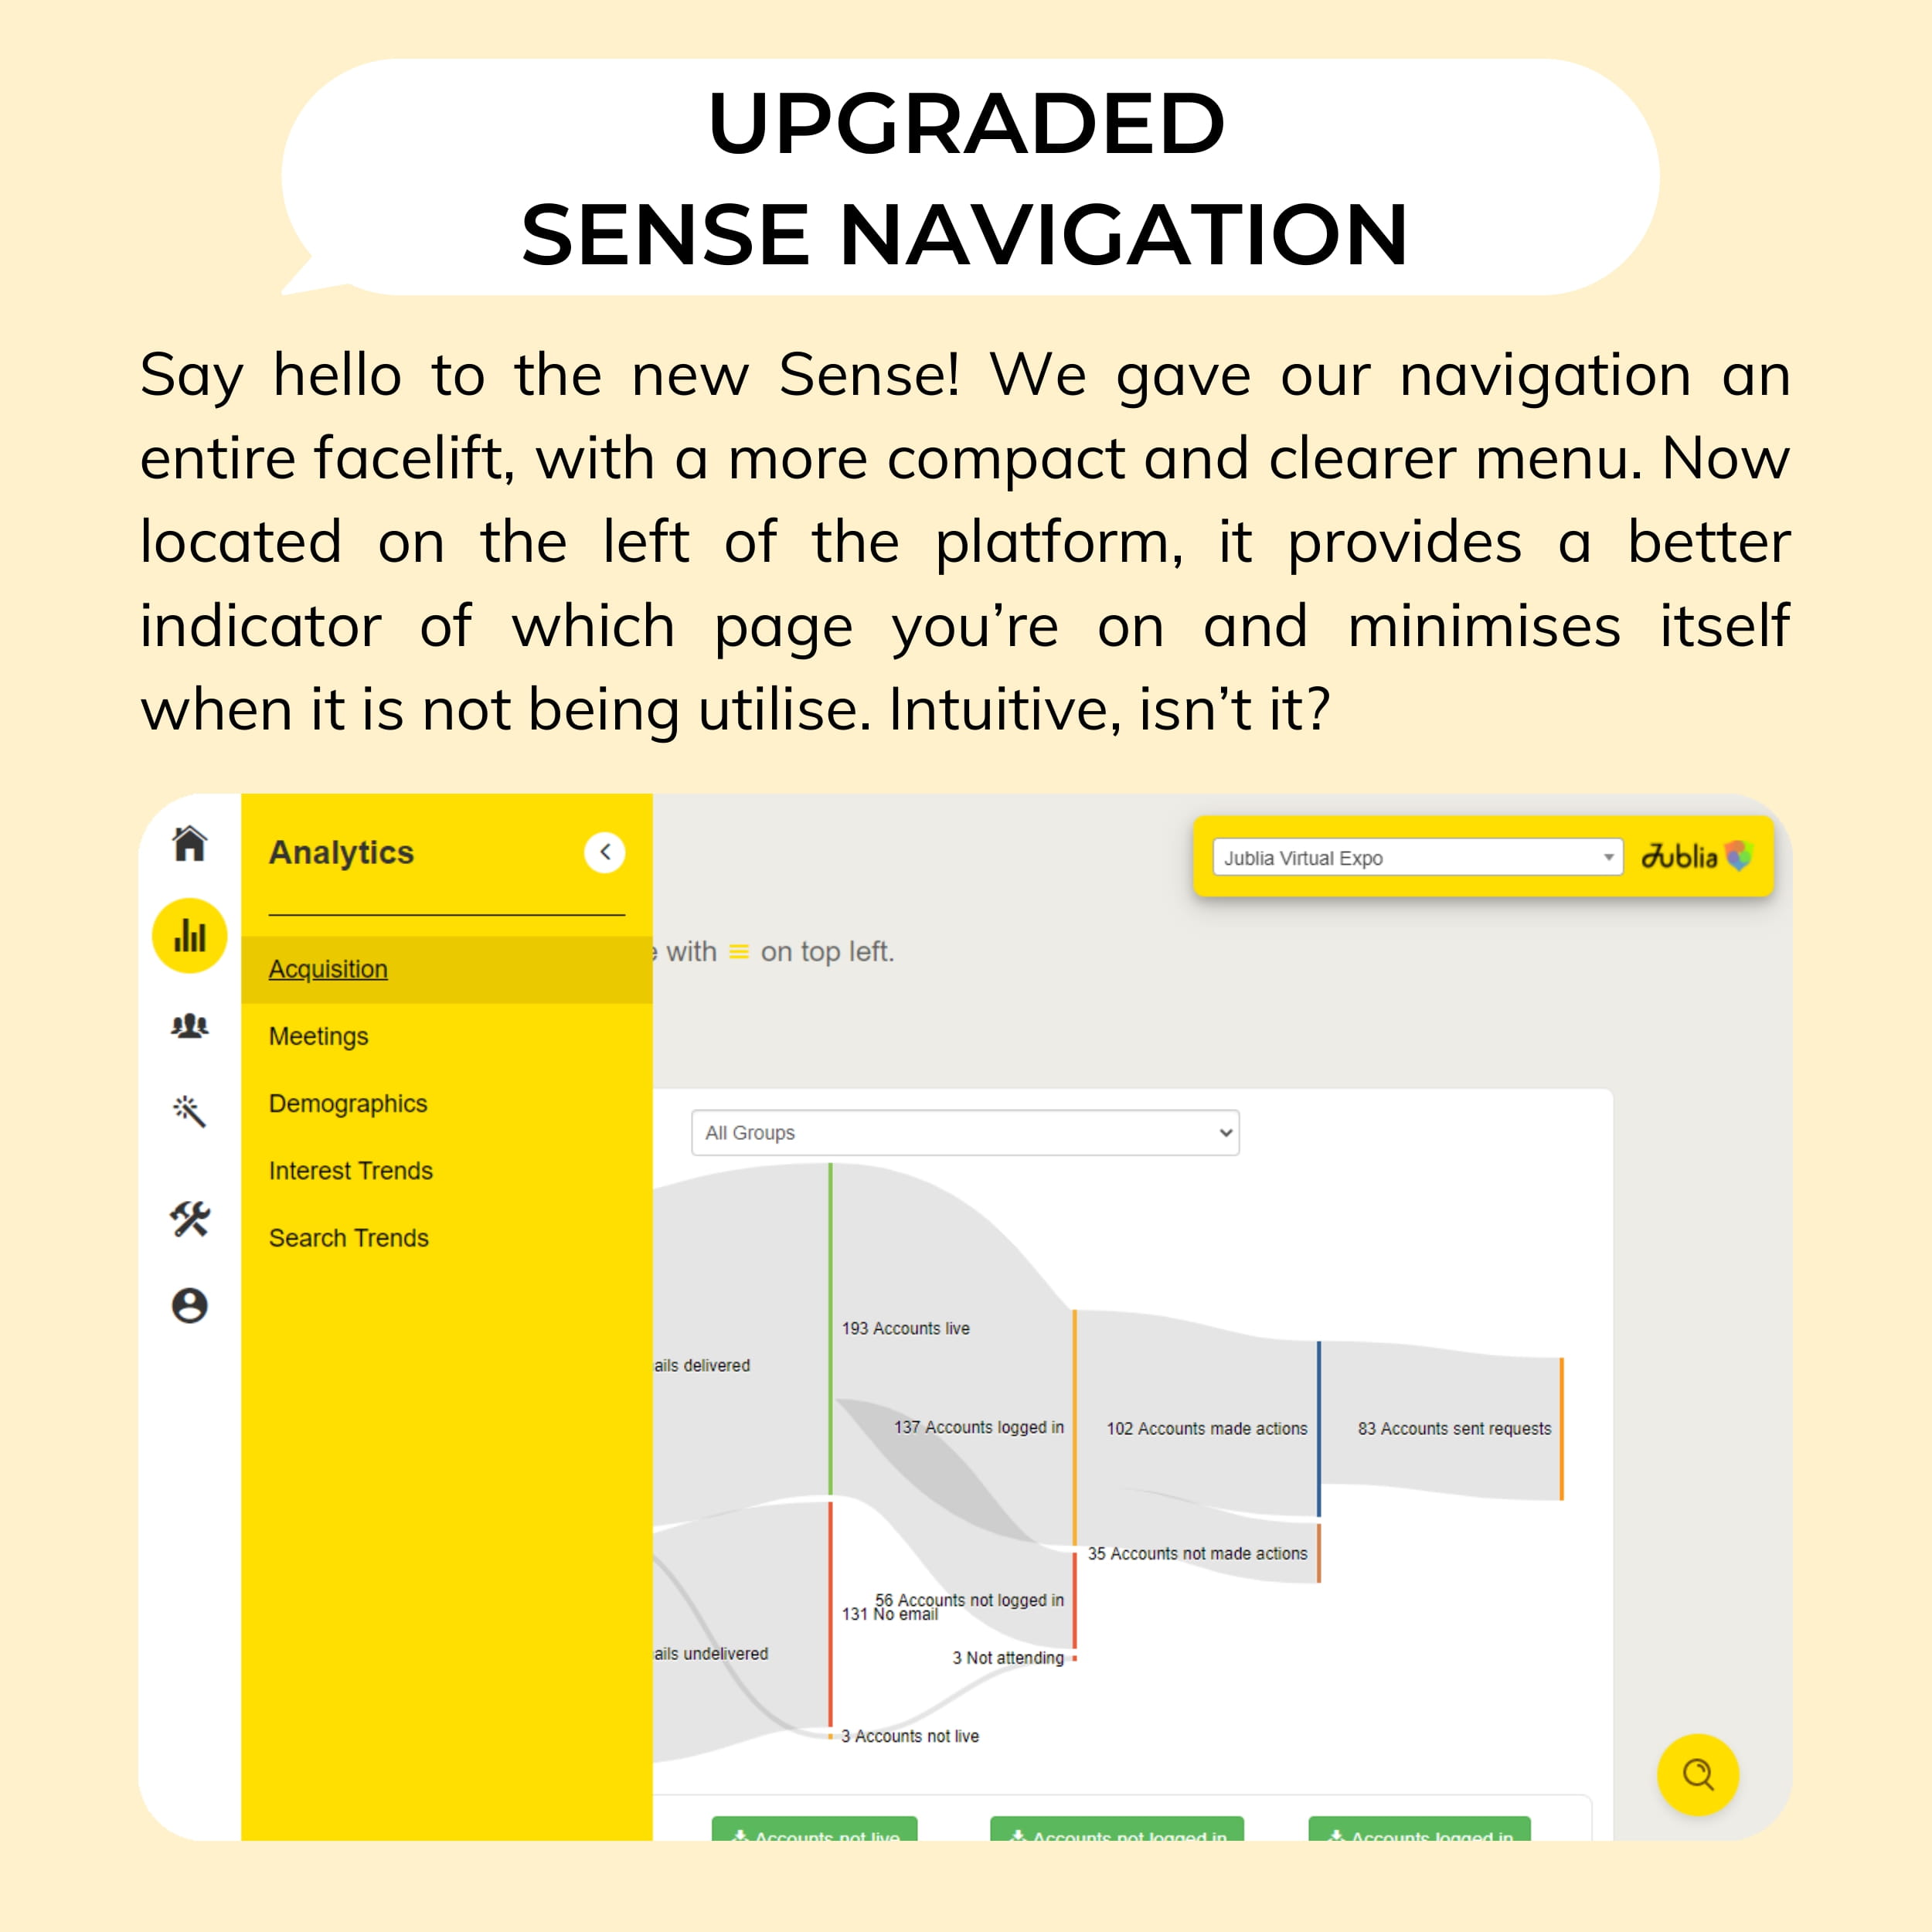 UPGRADED
SENSE NAVIGATION
Say hello to the new Sense! We gave our navigation an
entire facelift, with a more compact and clearer menu. Now
located on the left of the platform, it provides a better
indicator of which page you’re on and minimises itself
when it is not being utilise. Intuitive, isn’t it?
Analytics
Acquisition
Meetings
Demographics
Interest Trends
Search Trends
Jublia Virtual Expo
Jublia
with ≡ on top left.
All Groups
193 Accounts live
ails delivered
137 Accounts logged in
102 Accounts made actions
83 Accounts sent requests
35 Accounts not made actions
56 Accounts not logged in
131 No email
ails undelivered
3 Not attending
3 Accounts not live
Accounts not live
Accounts not logged in
Accounts logged in